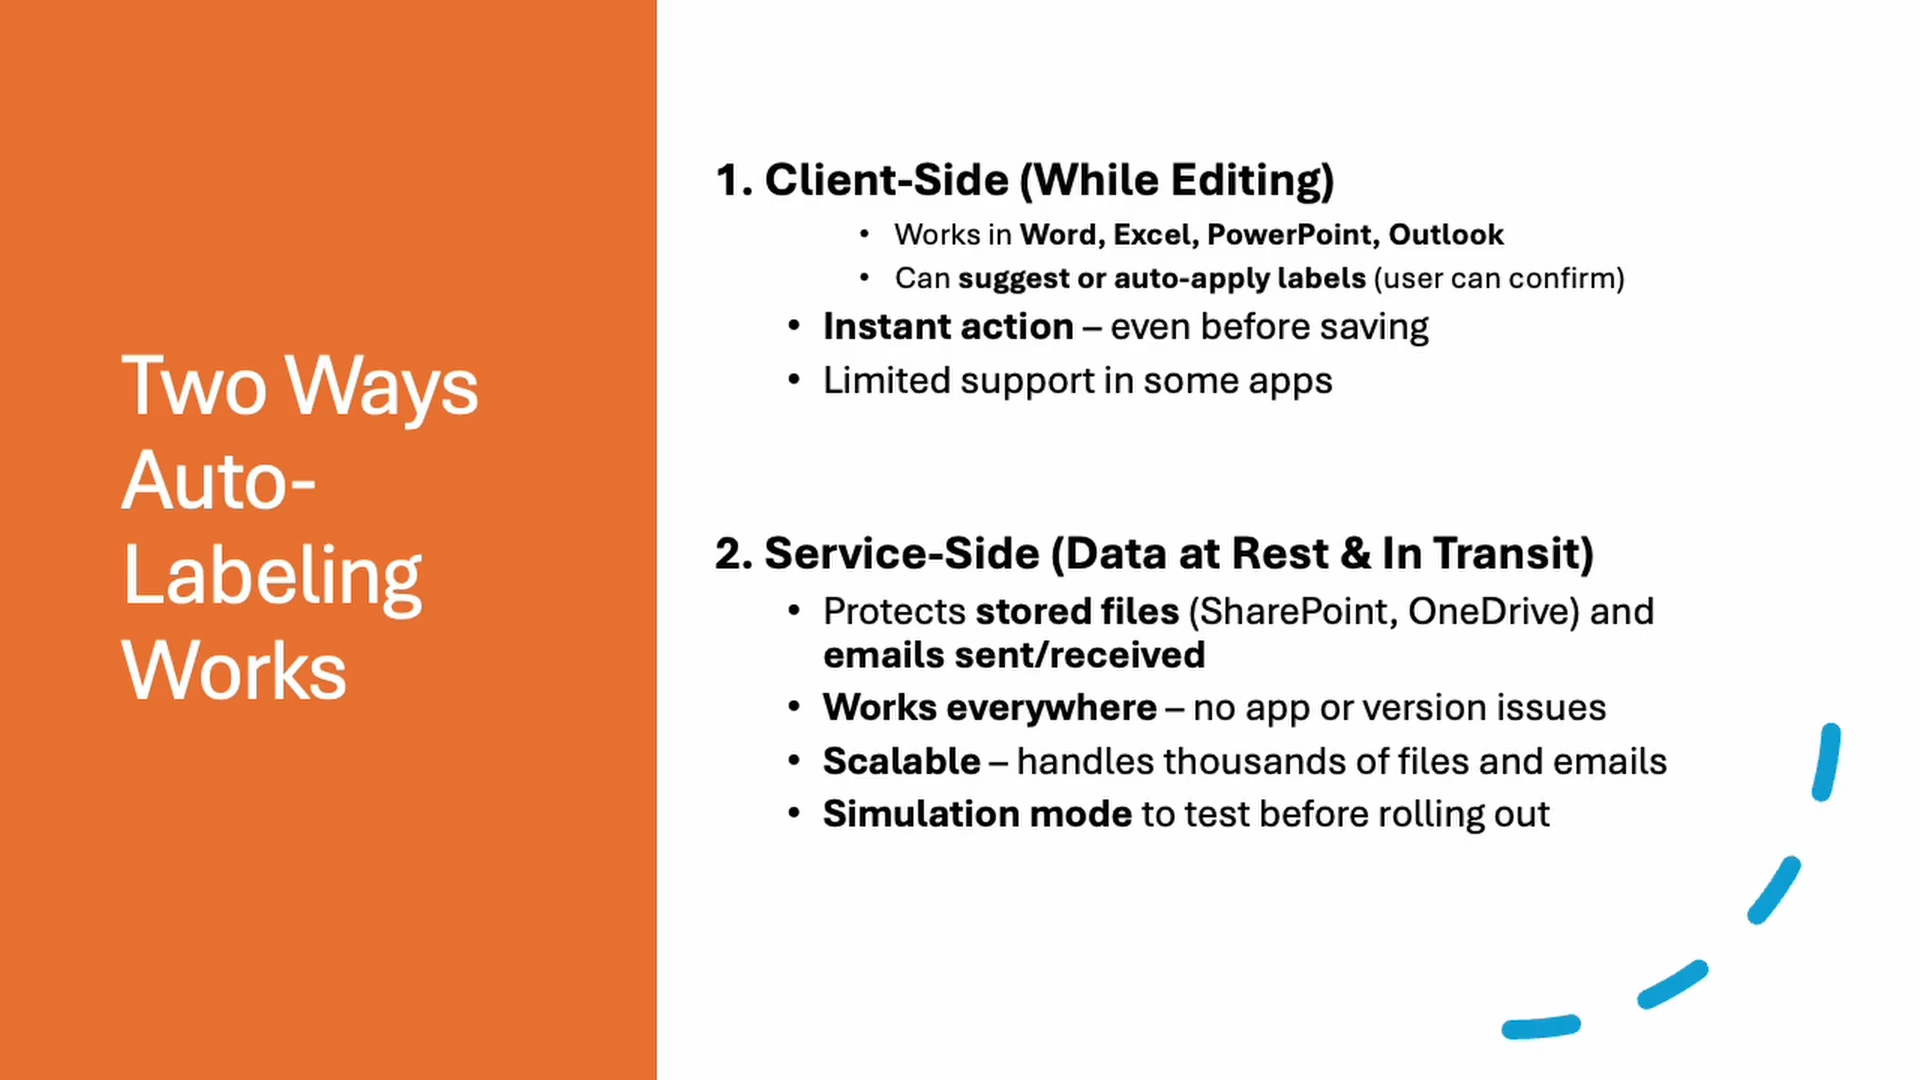 Two Ways
Auto-
Labeling
Works
1. Client-Side (While Editing)
• Works in Word, Excel, PowerPoint, Outlook
• Can suggest or auto-apply labels (user can confirm)
• Instant action – even before saving
• Limited support in some apps
2. Service-Side (Data at Rest & In Transit)
• Protects stored files (SharePoint, OneDrive) and
emails sent/received
• Works everywhere – no app or version issues
• Scalable – handles thousands of files and emails
• Simulation mode to test before rolling out